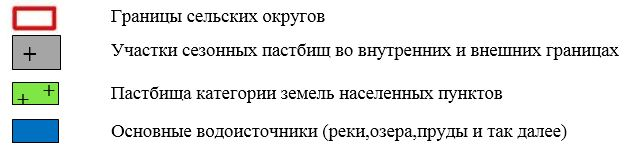 Границы сельских округов
Участки сезонных пастбищ во внутренних и внешних границах
Пастбища категории земель населенных пунктов
Основные водоисточники (реки,озера,пруды и так далее)